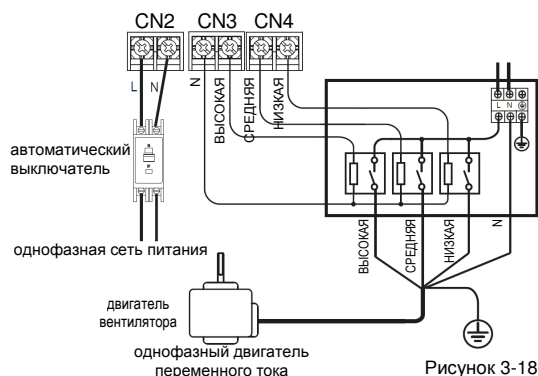 CN2 CN3 CN4
L N
N
ВЫСОКАЯ
СРЕДНЯЯ
НИЗКАЯ
L N
автоматический
выключатель
однофазная сеть питания
ВЫСОКАЯ
СРЕДНЯЯ
НИЗКАЯ
N
двигатель
вентилятора
однофазный двигатель
переменного тока
Рисунок 3-18